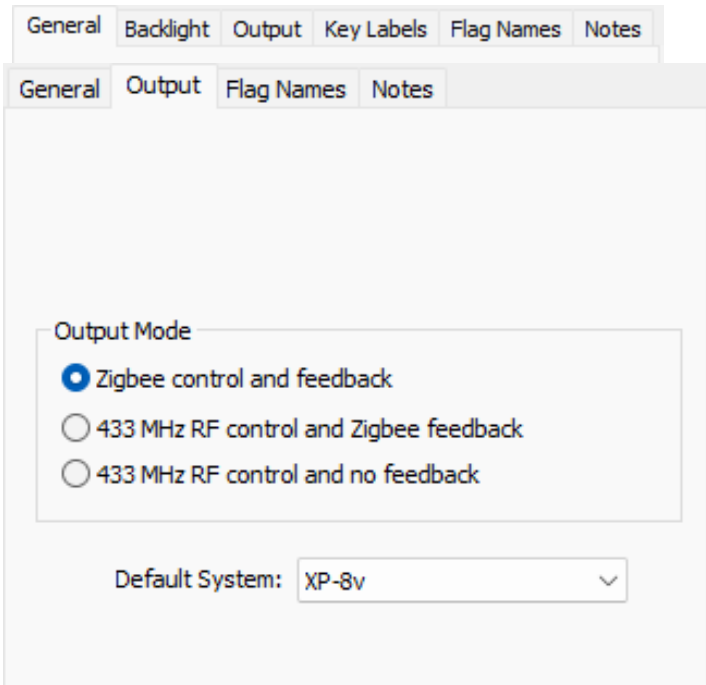 General Backlight Output Key Labels Flag Names Notes
General Output Flag Names Notes
Output Mode
Zigbee control and feedback
433 MHz RF control and Zigbee feedback
433 MHz RF control and no feedback
Default System: XP-8v